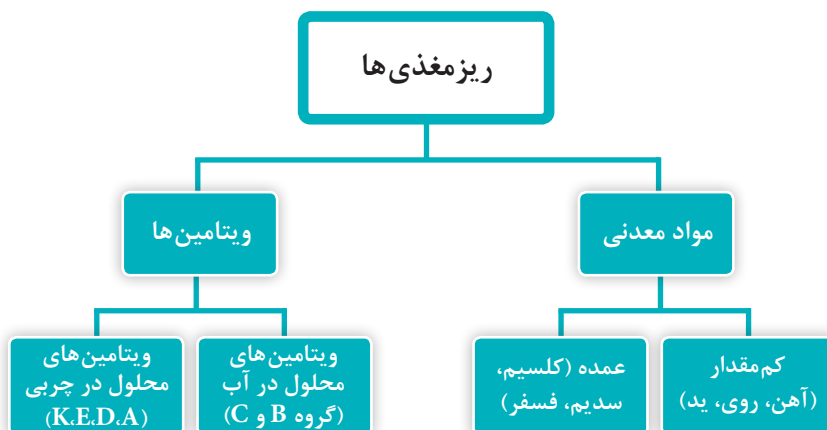 ریزمغذی‌ها
مواد معدنی
ویتامین‌ها
کم‌مقدار
(آهن، روی، ید)
عمده (کلسیم،
سدیم، فسفر)
ویتامین‌های
محلول در آب
(گروه B و C)
ویتامین‌های
محلول در چربی
(K،E،D،A)